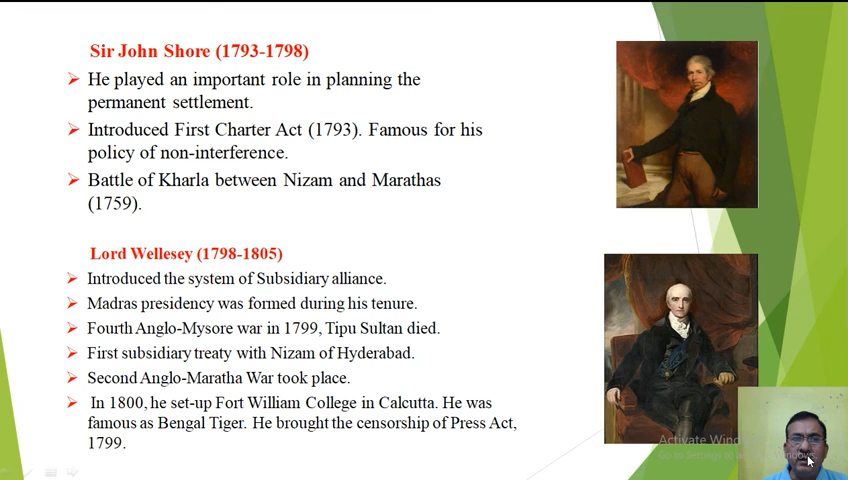 Sir John Shore (1793-1798)
He played an important role in planning the
permanent settlement.
Introduced First Charter Act (1793). Famous for his
policy of non-interference.
Battle of Kharla between Nizam and Marathas
(1759).
Lord Wellesey (1798-1805)
Introduced the system of Subsidiary alliance.
Madras presidency was formed during his tenure.
Fourth Anglo-Mysore war in 1799, Tipu Sultan died.
First subsidiary treaty with Nizam of Hyderabad.
Second Anglo-Maratha War took place.
In 1800, he set-up Fort William College in Calcutta. He was
famous as Bengal Tiger. He brought the censorship of Press Act,
1799.
Activate
Go to Settings to